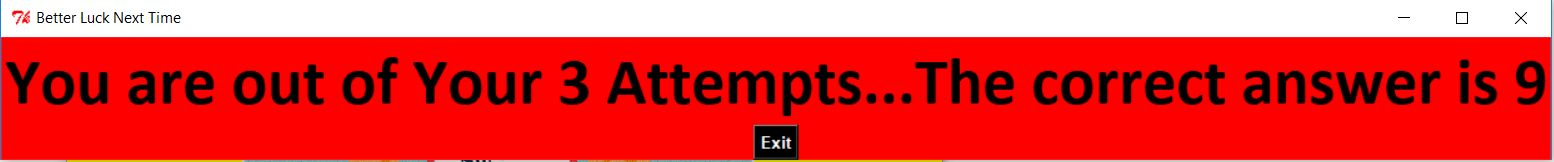 Better Luck Next Time
You are out of Your 3 Attempts...The correct answer is 9
Exit